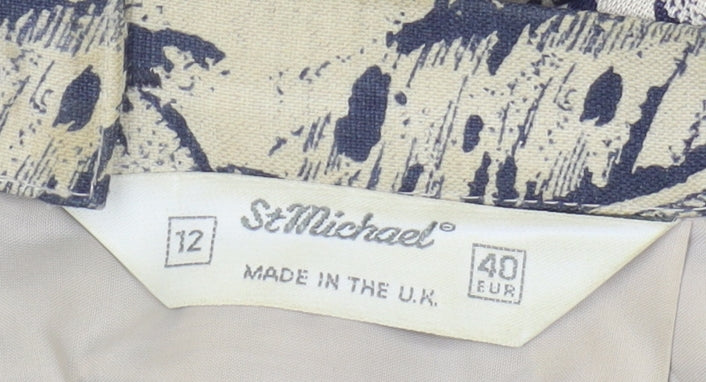 12
StMichael®
MADE IN THE U.K.
40
EUR